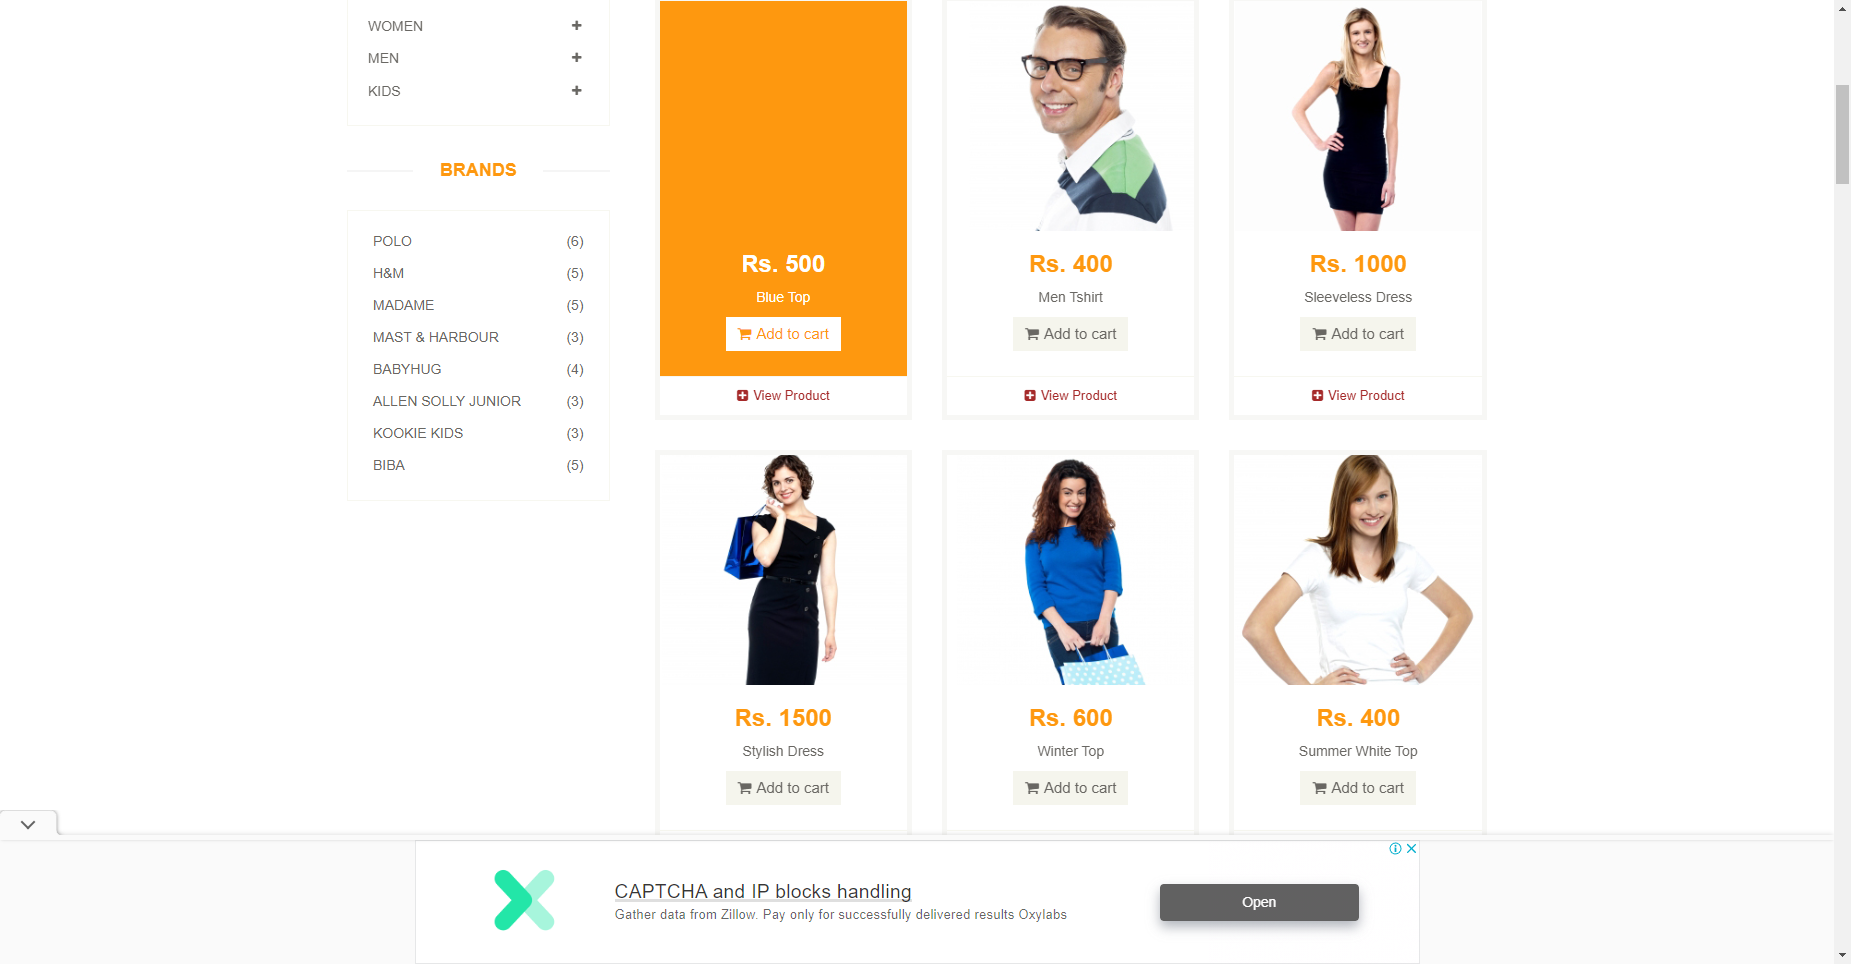 WOMEN
MEN
KIDS
BRANDS
POLO (6)
H&M (5)
MADAME (5)
MAST & HARBOUR (3)
BABYHUG (4)
ALLEN SOLLY JUNIOR (3)
KOOKIE KIDS (3)
BIBA (5)
Rs. 500
Blue Top
Add to cart
View Product
Rs. 400
Men Tshirt
Add to cart
View Product
Rs. 1000
Sleeveless Dress
Add to cart
View Product
Rs. 1500
Stylish Dress
Add to cart
Rs. 600
Winter Top
Add to cart
Rs. 400
Summer White Top
Add to cart
CAPTCHA and IP blocks handling
Gather data from Zillow. Pay only for successfully delivered results Oxylabs
Open